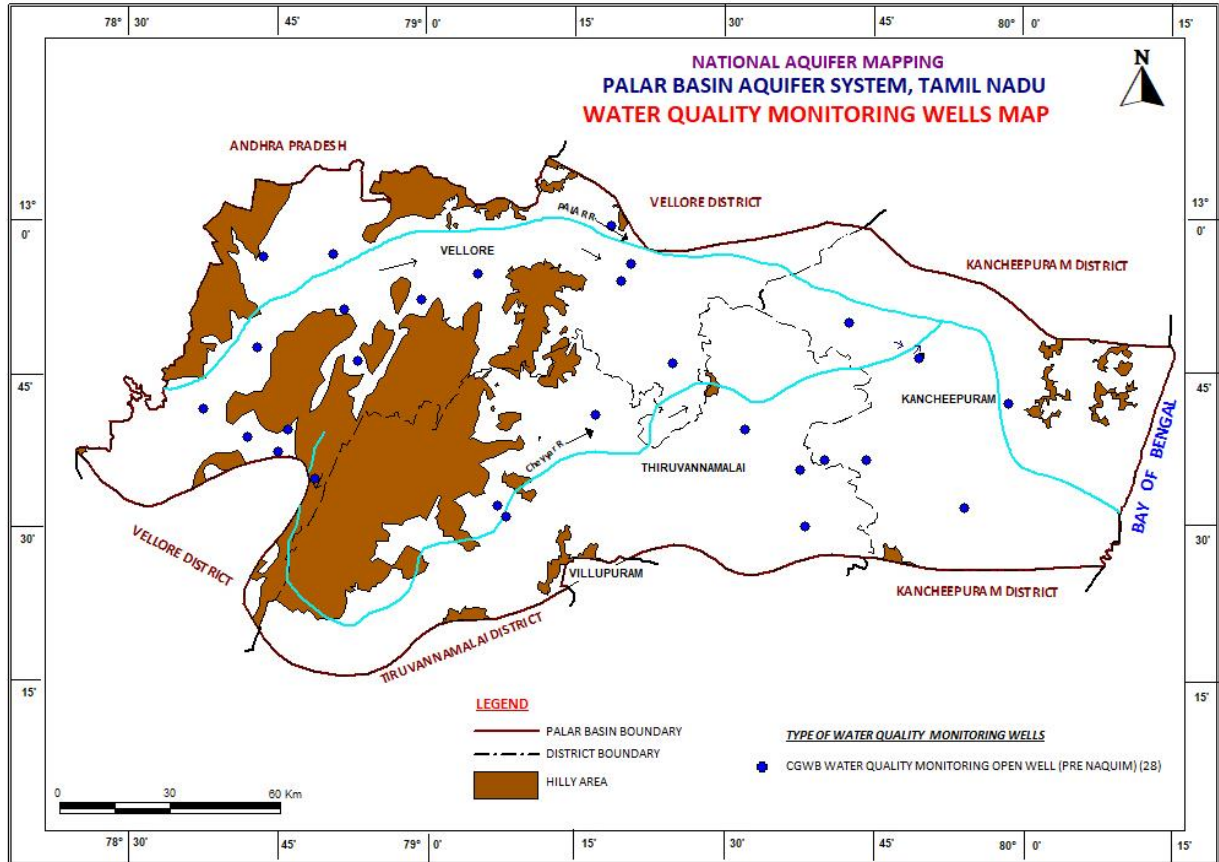 78° 30' 45' 79° 0' 15' 30' 45' 80° 0' 15'
NATIONAL AQUIFER MAPPING
PALAR BASIN AQUIFER SYSTEM, TAMIL NADU
WATER QUALITY MONITORING WELLS MAP
N
ANDHRA PRADESH
13°
0'
13°
0'
VELLORE DISTRICT
PALAR R.
VELLORE
KANCHEEPURAM DISTRICT
45'
45'
KANCHEEPURAM
Cheyyar R
THIRUVANNAMALAI
BAY OF BENGAL
30'
30'
VELLORE DISTRICT
VILLUPURAM
KANCHEEPURAM DISTRICT
TIRUVANNAMALAI DISTRICT
15'
15'
LEGEND
PALAR BASIN BOUNDARY
DISTRICT BOUNDARY
HILLY AREA
TYPE OF WATER QUALITY MONITORING WELLS
CGWB WATER QUALITY MONITORING OPEN WELL (PRE NAQUIM) (28)
0 30 60 Km
78° 30' 45' 79° 0' 15' 30' 45' 80° 0' 15'